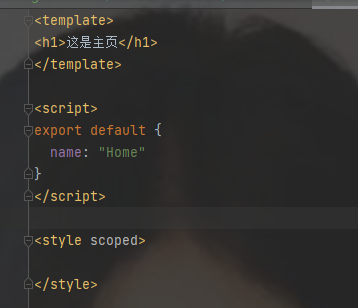 <template>
<h1>这是主页</h1>
</template>
<script>
export default {
  name: "Home"
}
</script>
<style scoped>
</style>